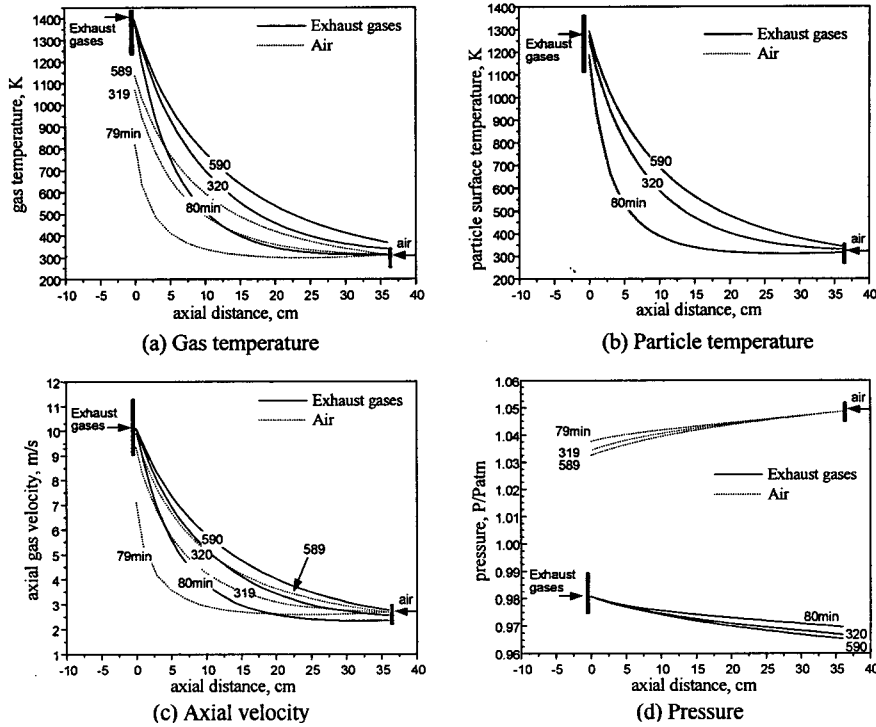 1400
1300
1200
1100
1000
900
800
700
600
500
400
300
200
gas temperature, K
Exhaust gases
Exhaust gases
Air
589
319
79min
590
320
80min
air
-10 -5 0 5 10 15 20 25 30 35 40
axial distance, cm
(a) Gas temperature
1400
1300
1200
1100
1000
900
800
700
600
500
400
300
200
particle surface temperature, K
Exhaust gases
Exhaust gases
Air
590
320
80min
air
-10 -5 0 5 10 15 20 25 30 35 40
axial distance, cm
(b) Particle temperature
12
11
10
9
8
7
6
5
4
3
2
1
axial gas velocity, m/s
Exhaust gases
Exhaust gases
Air
79min
590
589
320
319
80min
air
-10 -5 0 5 10 15 20 25 30 35 40
axial distance, cm
(c) Axial velocity
1.06
1.05
1.04
1.03
1.02
1.01
1.00
0.99
0.98
0.97
0.96
pressure, P/Patm
air
79min
319
589
Exhaust gases
Air
Exhaust gases
80min
320
590
-10 -5 0 5 10 15 20 25 30 35 40
axial distance, cm
(d) Pressure